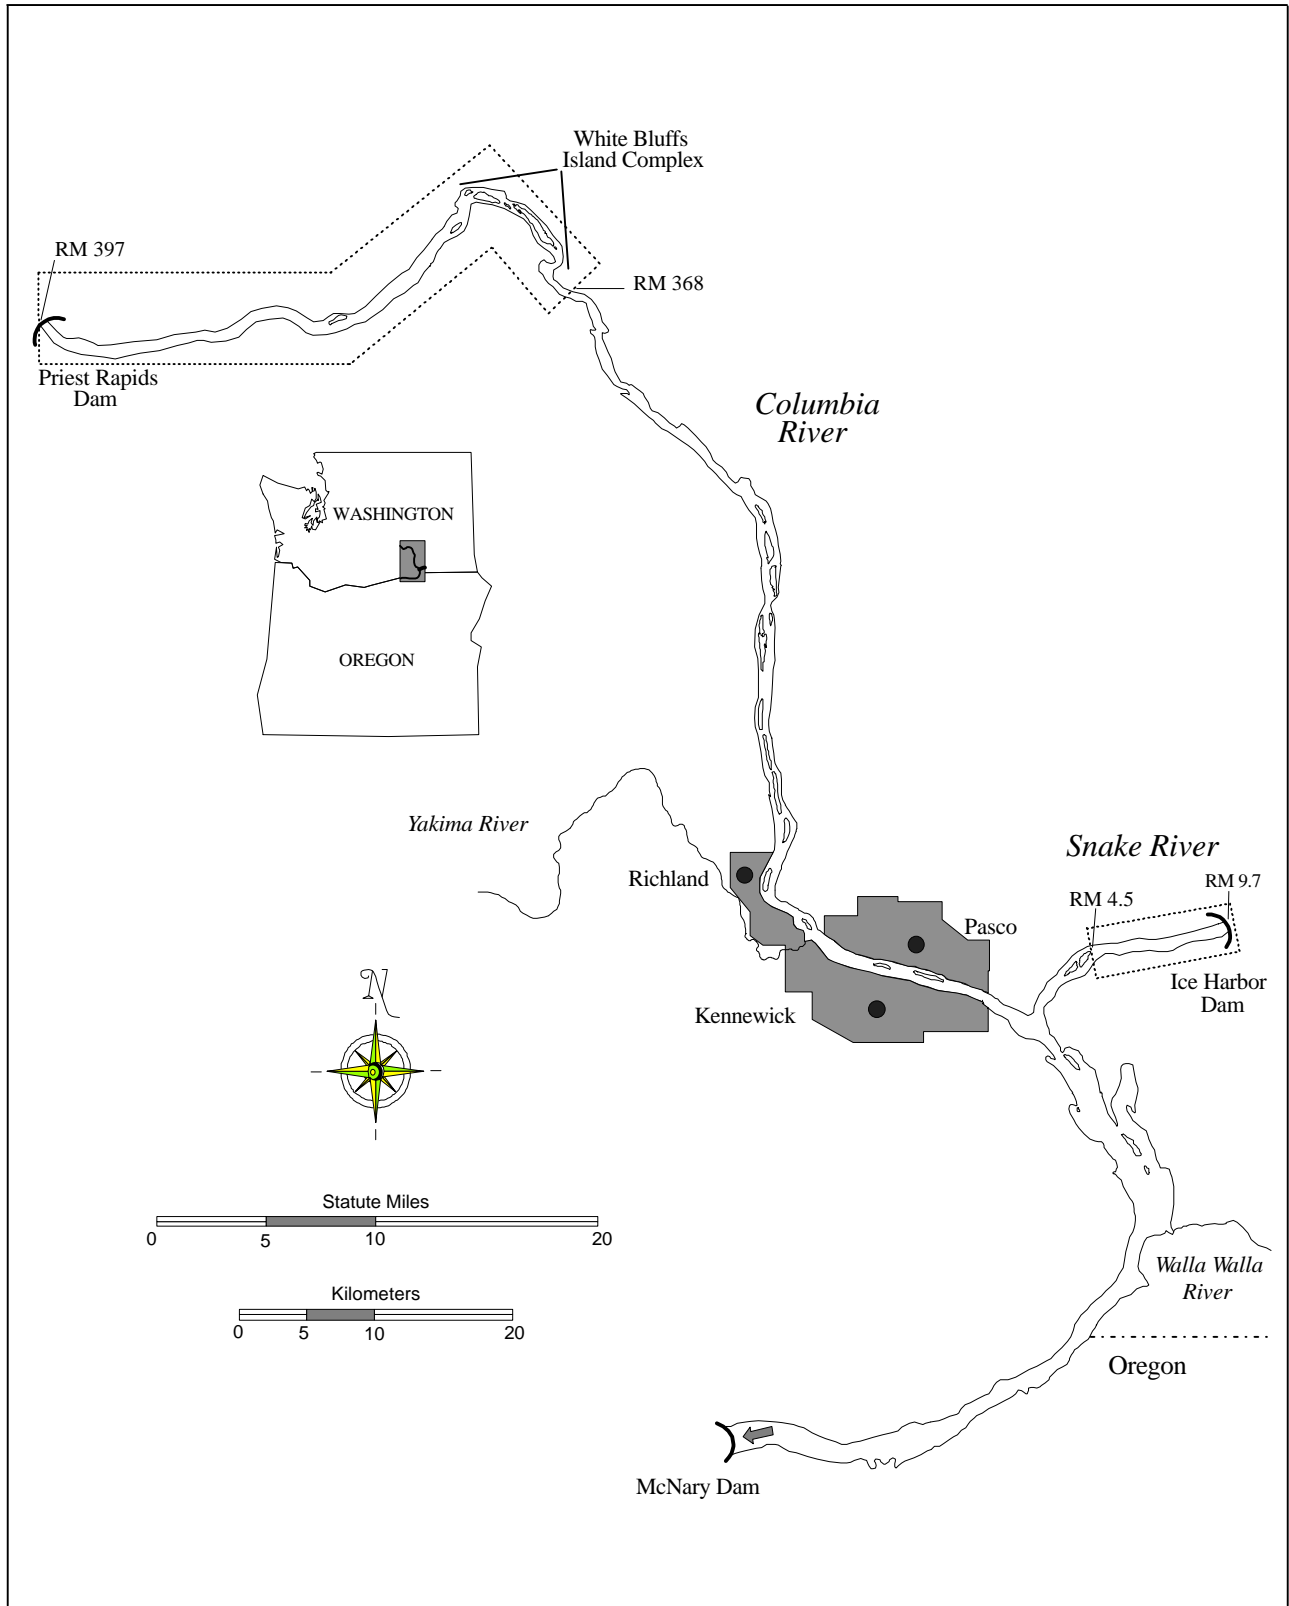 White Bluffs
Island Complex
RM 397
RM 368
Priest Rapids
Dam
Columbia
River
WASHINGTON
OREGON
Yakima River
Snake River
Richland
RM 9.7
RM 4.5
Pasco
Ice Harbor
Dam
Kennewick
N
Statute Miles
0 5 10 20
Walla Walla
River
Kilometers
0 5 10 20
Oregon
McNary Dam